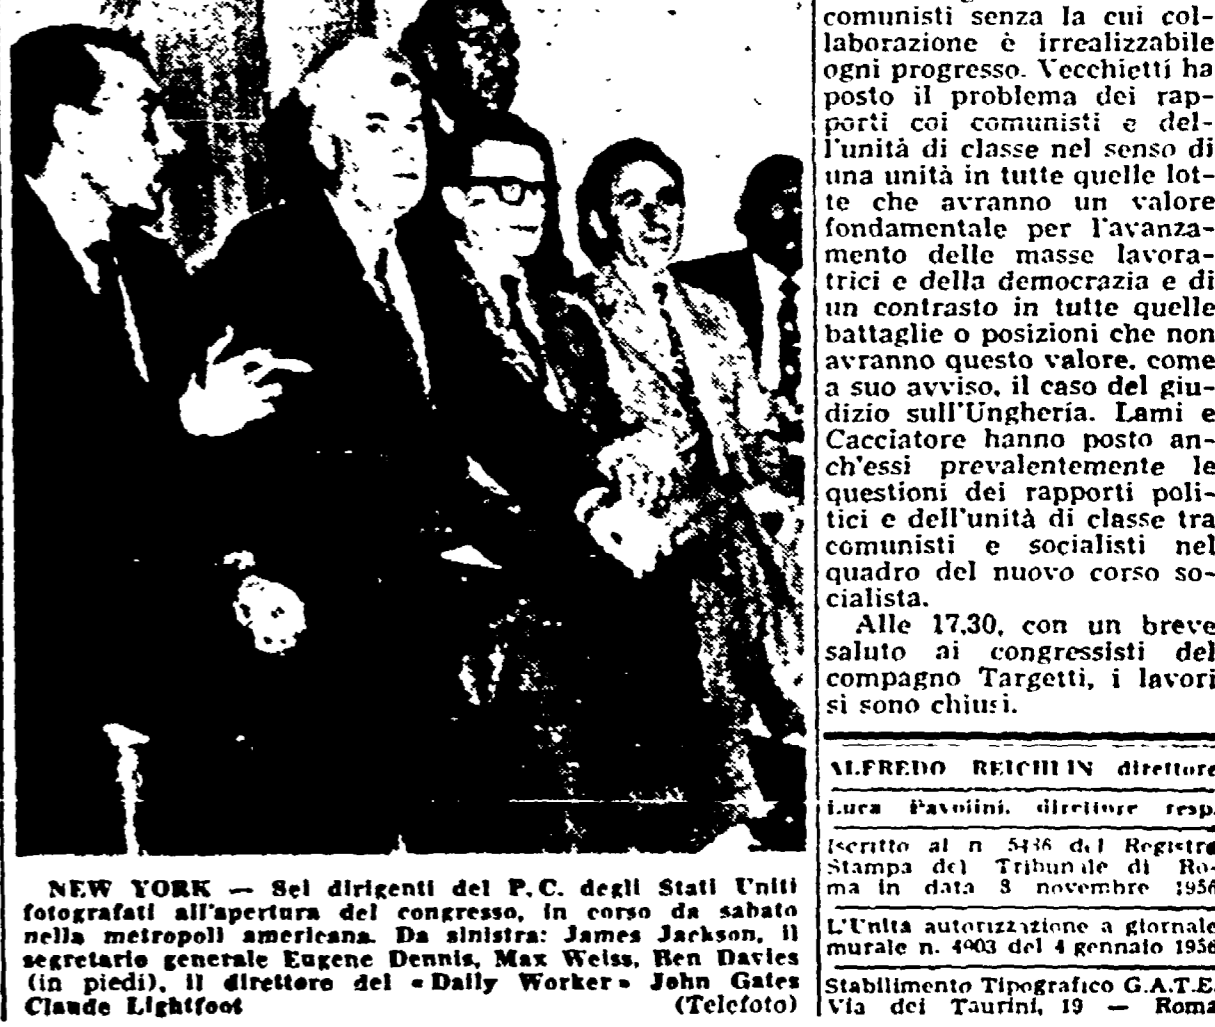 comunisti senza la cui col-
laborazione è irrealizzabile
ogni progresso. Vecchietti ha
posto il problema dei rap-
porti coi comunisti e del-
l'unità di classe nel senso di
una unità in tutte quelle lot-
te che avranno un valore
fondamentale per l'avanza-
mento delle masse lavora-
trici e della democrazia e di
un contrasto in tutte quelle
battaglie o posizioni che non
avranno questo valore, come
a suo avviso, il caso del giu-
dizio sull'Ungheria. Lami e
Cacciatore hanno posto an-
ch'essi prevalentemente le
questioni dei rapporti poli-
tici e dell'unità di classe tra
comunisti e socialisti nel
quadro del nuovo corso so-
cialista.
Alle 17,30, con un breve
saluto ai congressisti del
compagno Targetti, i lavori
si sono chiusi.
ALFREDO REICHLIN direttore
Luca Pavolini, direttore resp.
Iscritto al n. 5486 del Registro
Stampa del Tribunale di Ro-
ma in data 8 novembre 1956
L'Unità autorizzazione a giornale
murale n. 4903 del 4 gennaio 1956
Stabilimento Tipografico G.A.T.E.
Via dei Taurini, 19 — Roma
NEW YORK — Sei dirigenti del P.C. degli Stati Uniti
fotografati all'apertura del congresso, in corso da sabato
nella metropoli americana. Da sinistra: James Jackson, il
segretario generale Eugene Dennis, Max Weiss, Ben Davies
(in piedi), il direttore del «Daily Worker» John Gates
Claude Lightfoot (Telefoto)